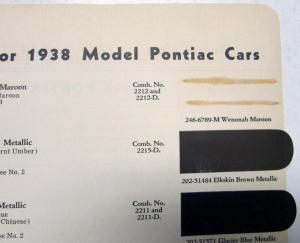 or 1938 Model Pontiac Cars
Maroon
Comb. No.
Maroon
2212 and
2212-D.
246-6789-M Wenonah Maroon
Metallic
Comb. No.
rnt Umber)
2215-D.
se No. 2
202-51484 Elkskin Brown Metallic
Metallic
Comb. No.
ue
2211 and
Chinese)
2211-D.
203-51571 Glacier Blue Metallic
se No. 2